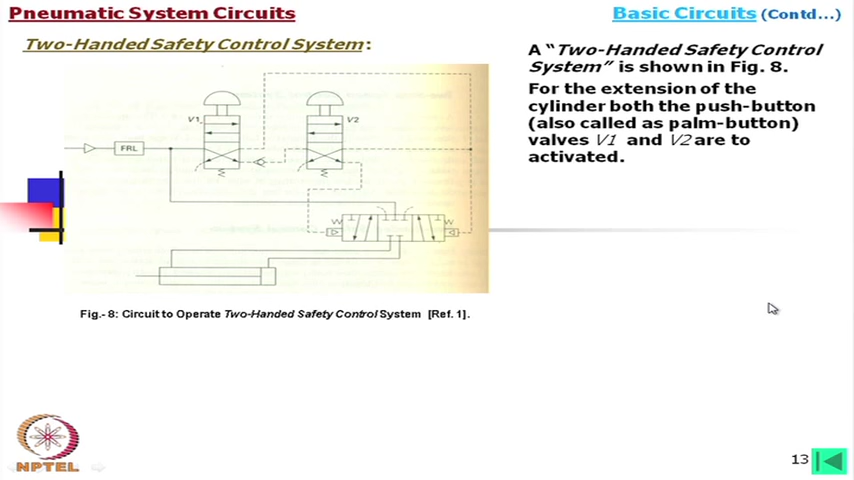 Pneumatic System Circuits
Basic Circuits (Contd…)
Two-Handed Safety Control System:
V1
V2
FRL
W
W
Fig.- 8: Circuit to Operate Two-Handed Safety Control System [Ref. 1].
A “Two-Handed Safety Control
System” is shown in Fig. 8.
For the extension of the
cylinder both the push-button
(also called as palm-button)
valves V1 and V2 are to
activated.
NPTEL
13